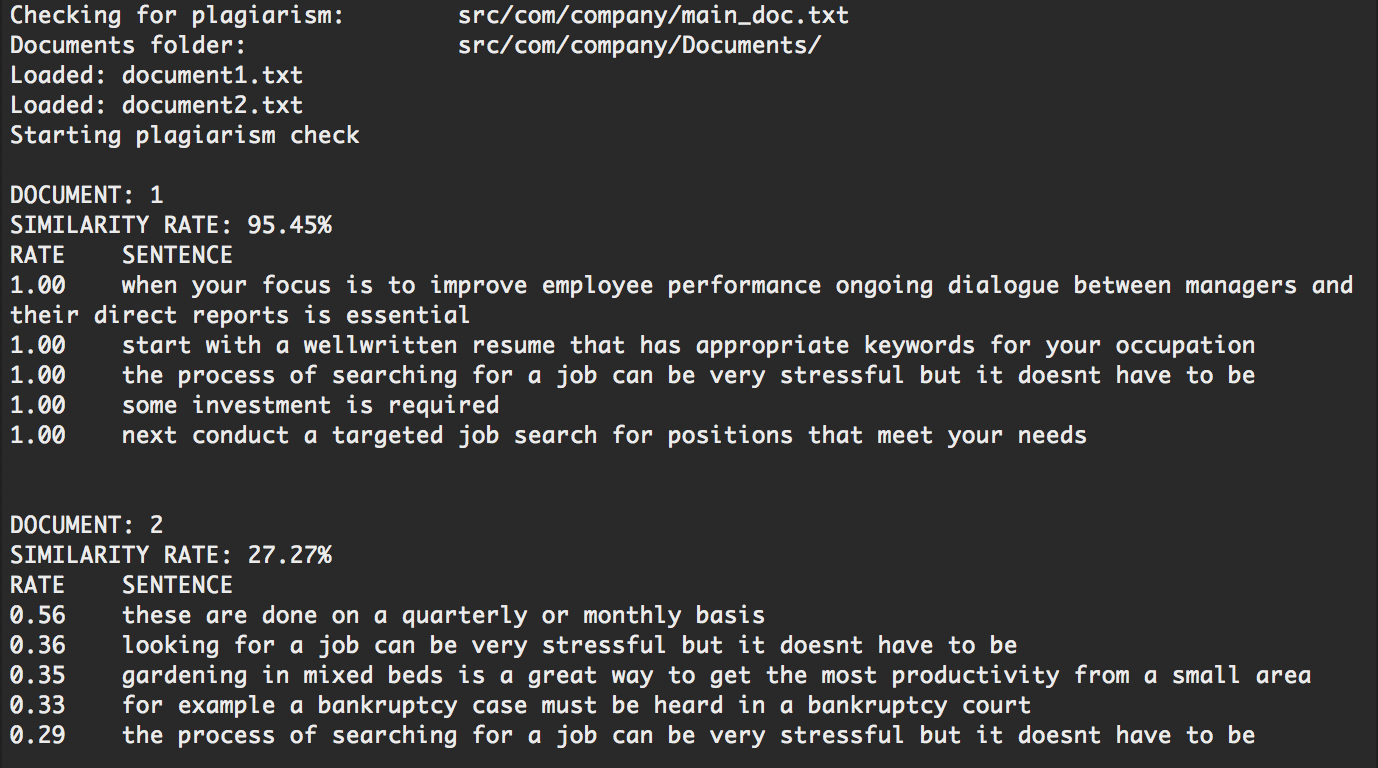 Checking for plagiarism: src/com/company/main_doc.txt
Documents folder: src/com/company/Documents/
Loaded: document1.txt
Loaded: document2.txt
Starting plagiarism check
DOCUMENT: 1
SIMILARITY RATE: 95.45%
RATE SENTENCE
1.00 when your focus is to improve employee performance ongoing dialogue between managers and
their direct reports is essential
1.00 start with a wellwritten resume that has appropriate keywords for your occupation
1.00 the process of searching for a job can be very stressful but it doesnt have to be
1.00 some investment is required
1.00 next conduct a targeted job search for positions that meet your needs
DOCUMENT: 2
SIMILARITY RATE: 27.27%
RATE SENTENCE
0.56 these are done on a quarterly or monthly basis
0.36 looking for a job can be very stressful but it doesnt have to be
0.35 gardening in mixed beds is a great way to get the most productivity from a small area
0.33 for example a bankruptcy case must be heard in a bankruptcy court
0.29 the process of searching for a job can be very stressful but it doesnt have to be